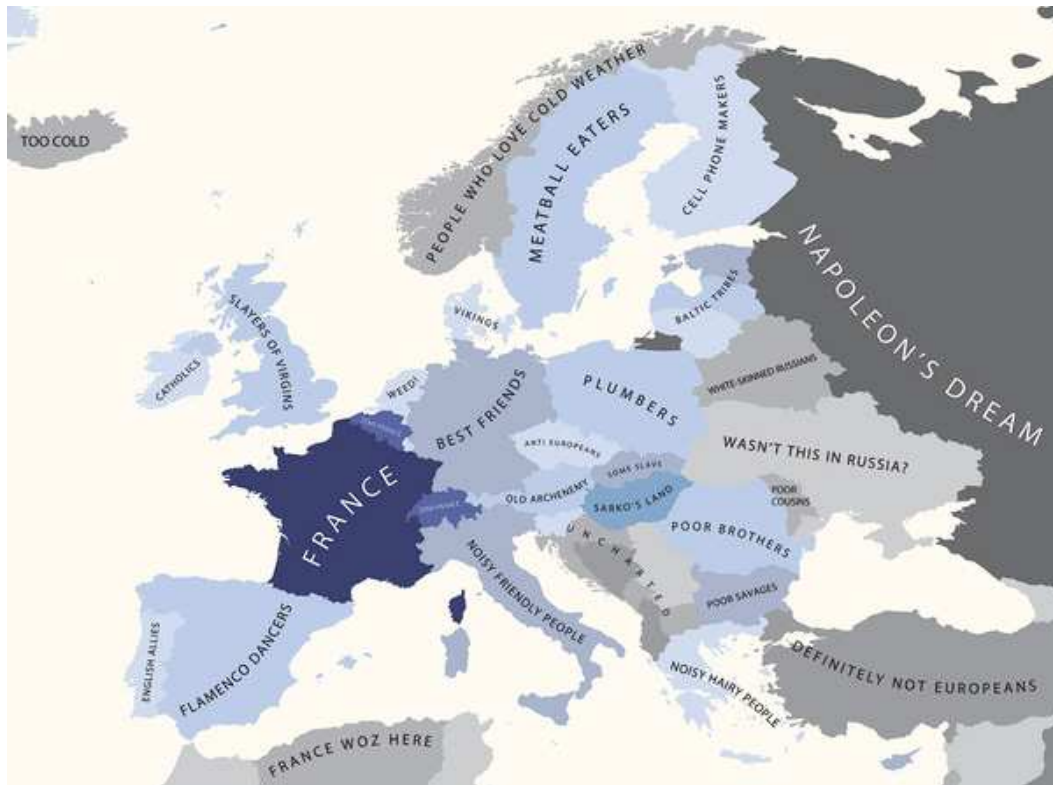 TOO COLD
PEOPLE WHO LOVE COLD WEATHER
MEATBALL EATERS
CELL PHONE MAKERS
NAPOLEON'S DREAM
BALTIC TRIBES
VIKINGS
SLAYERS OF VIRGINS
CATHOLICS
WEED!
WHITE-SKINNED RUSSIANS
BEST FRIENDS
PLUMBERS
ANTI EUROPEANS
WASN'T THIS IN RUSSIA?
SOME SLAVS
FRANCE
OLD ARCHENEMY
SARKO'S LAND
POOR
COUSINS
POOR BROTHERS
UNCHARTED
NOISY FRIENDLY PEOPLE
POOR SAVAGES
ENGLISH ALLIES
FLAMENCO DANCERS
NOISY HAIRY PEOPLE
DEFINITELY NOT EUROPEANS
FRANCE WOZ HERE